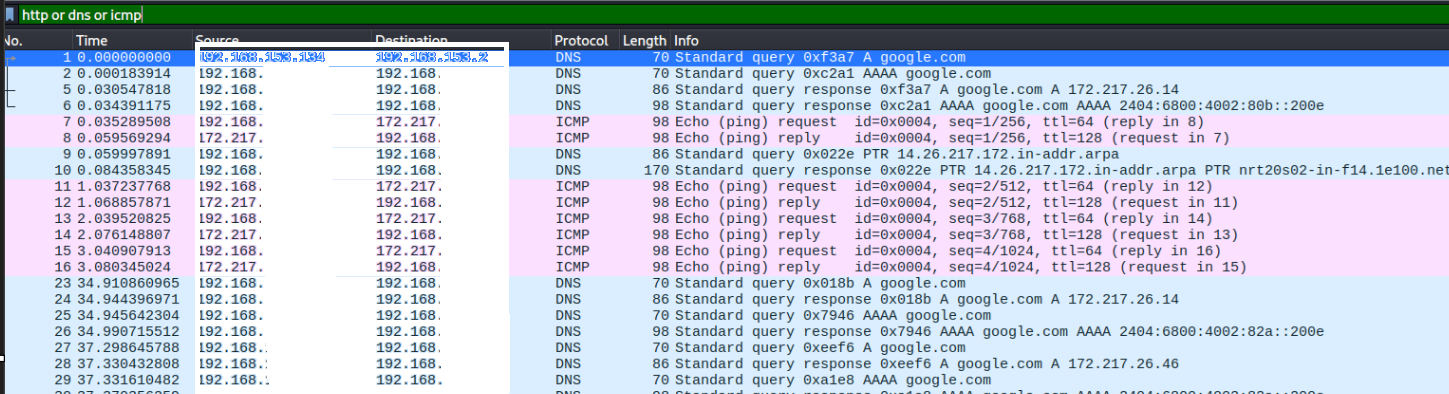 http or dns or icmp
No. Time Source Destination Protocol Length Info
1 0.000000000 192.168.153.134 192.168.153.2 DNS 70 Standard query 0xf3a7 A google.com
2 0.000183914 192.168. 192.168. DNS 70 Standard query 0xc2a1 AAAA google.com
5 0.030547818 192.168. 192.168. DNS 86 Standard query response 0xf3a7 A google.com A 172.217.26.14
6 0.034391175 192.168. 192.168. DNS 98 Standard query response 0xc2a1 AAAA google.com AAAA 2404:6800:4002:80b::200e
7 0.035289508 192.168. 172.217. ICMP 98 Echo (ping) request id=0x0004, seq=1/256, ttl=64 (reply in 8)
8 0.059569294 172.217. 192.168. ICMP 98 Echo (ping) reply id=0x0004, seq=1/256, ttl=128 (request in 7)
9 0.059997891 192.168. 192.168. DNS 86 Standard query 0x022e PTR 14.26.217.172.in-addr.arpa
10 0.084358345 192.168. 192.168. DNS 170 Standard query response 0x022e PTR 14.26.217.172.in-addr.arpa PTR nrt20s02-in-f14.1e100.net
11 1.037237768 192.168. 172.217. ICMP 98 Echo (ping) request id=0x0004, seq=2/512, ttl=64 (reply in 12)
12 1.068857871 172.217. 192.168. ICMP 98 Echo (ping) reply id=0x0004, seq=2/512, ttl=128 (request in 11)
13 2.039520825 192.168. 172.217. ICMP 98 Echo (ping) request id=0x0004, seq=3/768, ttl=64 (reply in 14)
14 2.076148807 172.217. 192.168. ICMP 98 Echo (ping) reply id=0x0004, seq=3/768, ttl=128 (request in 13)
15 3.040907913 192.168. 172.217. ICMP 98 Echo (ping) request id=0x0004, seq=4/1024, ttl=64 (reply in 16)
16 3.080345024 172.217. 192.168. ICMP 98 Echo (ping) reply id=0x0004, seq=4/1024, ttl=128 (request in 15)
23 34.910860965 192.168. 192.168. DNS 70 Standard query 0x018b A google.com
24 34.944396971 192.168. 192.168. DNS 86 Standard query response 0x018b A google.com A 172.217.26.14
25 34.945642304 192.168. 192.168. DNS 70 Standard query 0x7946 AAAA google.com
26 34.990715512 192.168. 192.168. DNS 98 Standard query response 0x7946 AAAA google.com AAAA 2404:6800:4002:82a::200e
27 37.298645788 192.168. 192.168. DNS 70 Standard query 0xeef6 A google.com
28 37.330432808 192.168. 192.168. DNS 86 Standard query response 0xeef6 A google.com A 172.217.26.46
29 37.331610482 192.168. 192.168. DNS 70 Standard query 0xa1e8 AAAA google.com